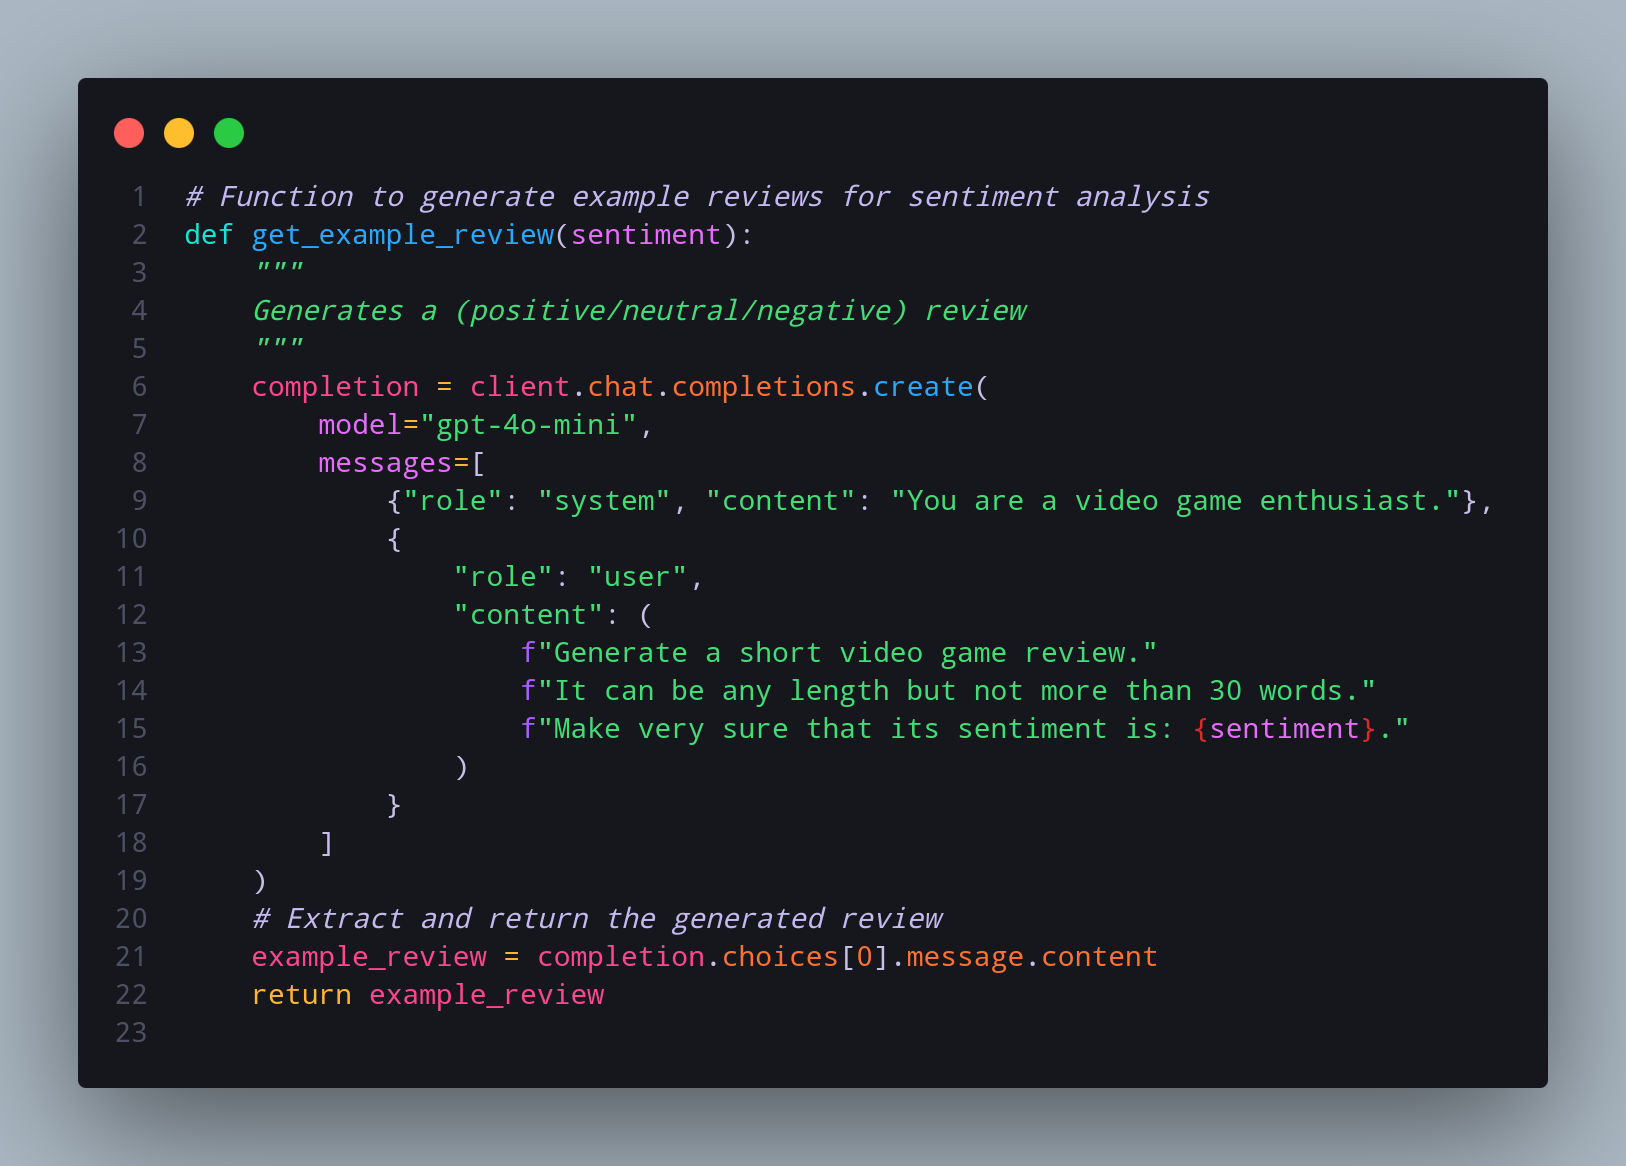 1 # Function to generate example reviews for sentiment analysis
2 def get_example_review(sentiment):
3     """
4     Generates a (positive/neutral/negative) review
5     """
6     completion = client.chat.completions.create(
7         model="gpt-4o-mini",
8         messages=[
9             {"role": "system", "content": "You are a video game enthusiast."},
10             {
11                 "role": "user",
12                 "content": (
13                     f"Generate a short video game review."
14                     f"It can be any length but not more than 30 words."
15                     f"Make very sure that its sentiment is: {sentiment}."
16                 )
17             }
18         ]
19     )
20     # Extract and return the generated review
21     example_review = completion.choices[0].message.content
22     return example_review
23